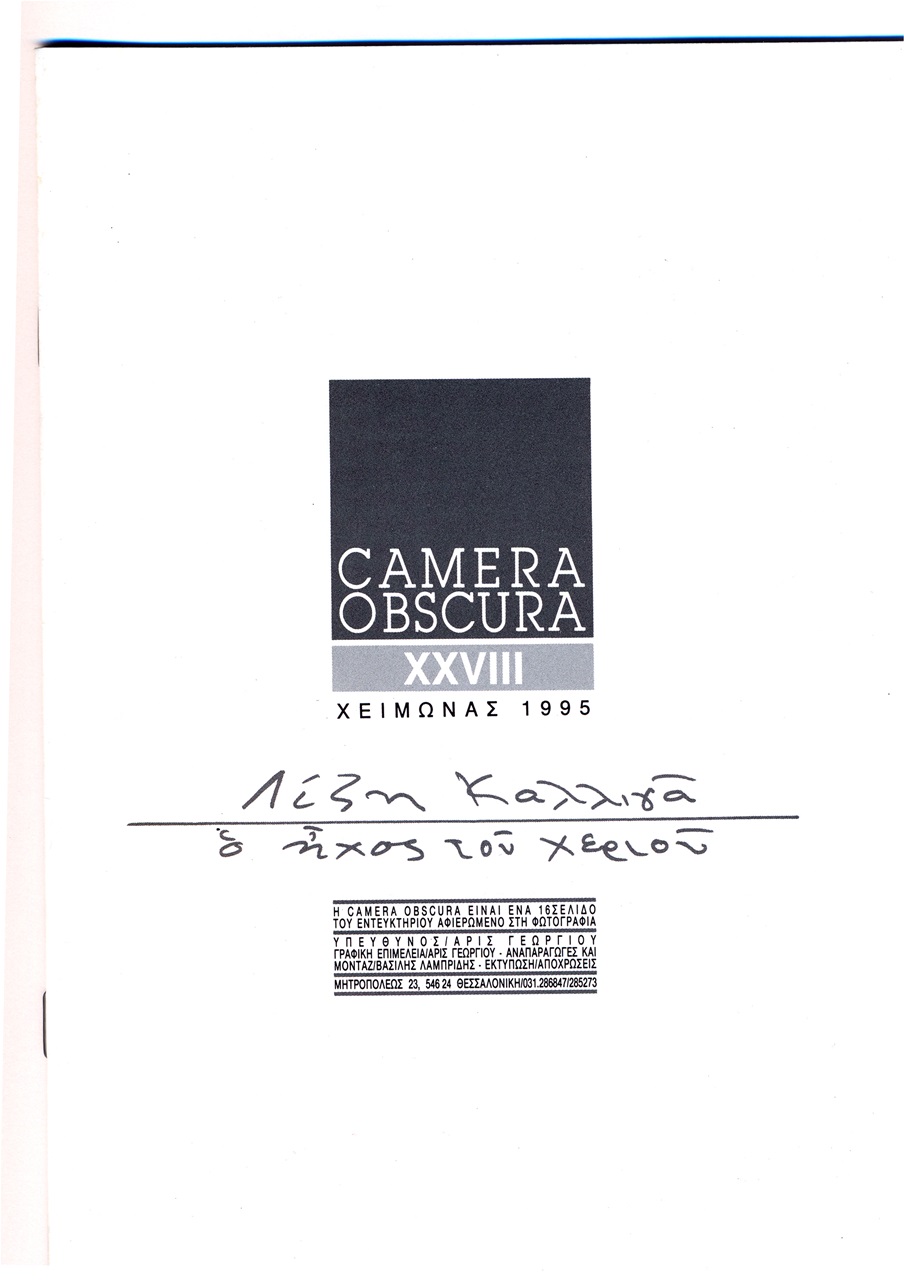 CAMERA
OBSCURA
XXVIII
ΧΕΙΜΩΝΑΣ 1995
Λίζη Καλλιγᾶ
ὁ ἦχος τοῦ χεριοῦ
Η CAMERA OBSCURA ΕΙΝΑΙ ΕΝΑ 16ΣΕΛΙΔΟ
ΤΟΥ ΕΝΤΕΥΚΤΗΡΙΟΥ ΑΦΙΕΡΩΜΕΝΟ ΣΤΗ ΦΩΤΟΓΡΑΦΙΑ
ΥΠΕΥΘΥΝΟΣ/ΑΡΙΣ ΓΕΩΡΓΙΟΥ
ΓΡΑΦΙΚΗ ΕΠΙΜΕΛΕΙΑ/ΑΡΙΣ ΓΕΩΡΓΙΟΥ - ΑΝΑΠΑΡΑΓΩΓΕΣ ΚΑΙ
ΜΟΝΤΑΖ/ΒΑΣΙΛΗΣ ΛΑΜΠΡΙΔΗΣ - ΕΚΤΥΠΩΣΗ/ΑΠΟΧΡΩΣΕΙΣ
ΜΗΤΡΟΠΟΛΕΩΣ 23, 546 24 ΘΕΣΣΑΛΟΝΙΚΗ/031.286847/285273